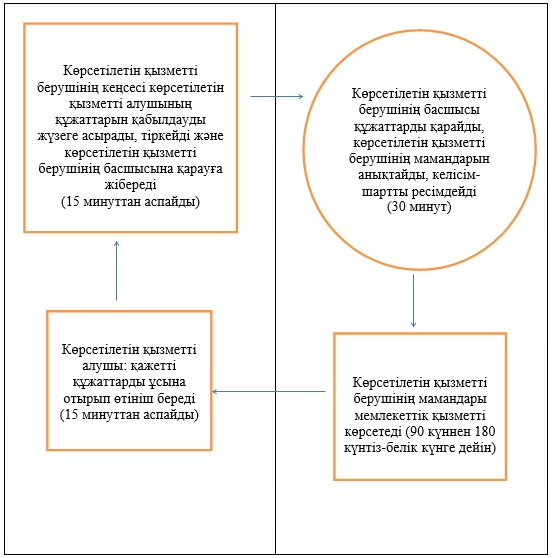 Көрсетілетін қызметті
берушінің кеңсесі көрсетілетін
қызметті алушының
құжаттарын қабылдауды
жүзеге асырады, тіркейді және
көрсетілетін қызметті
берушінің басшысына қарауға
жібереді
(15 минуттан аспайды)
Көрсетілетін қызметті
берушінің басшысы
құжаттарды қарайды,
көрсетілетін қызметті
берушінің мамандарын
анықтайды, келісім-
шартты ресімдейді
(30 минут)
Көрсетілетін қызметті
алушы: қажетті
құжаттарды ұсына
отырып өтініш береді
(15 минуттан аспайды)
Көрсетілетін қызметті
берушінің мамандары
мемлекеттік қызметті
көрсетеді (90 күннен 180
күнтіз-белік күнге дейін)